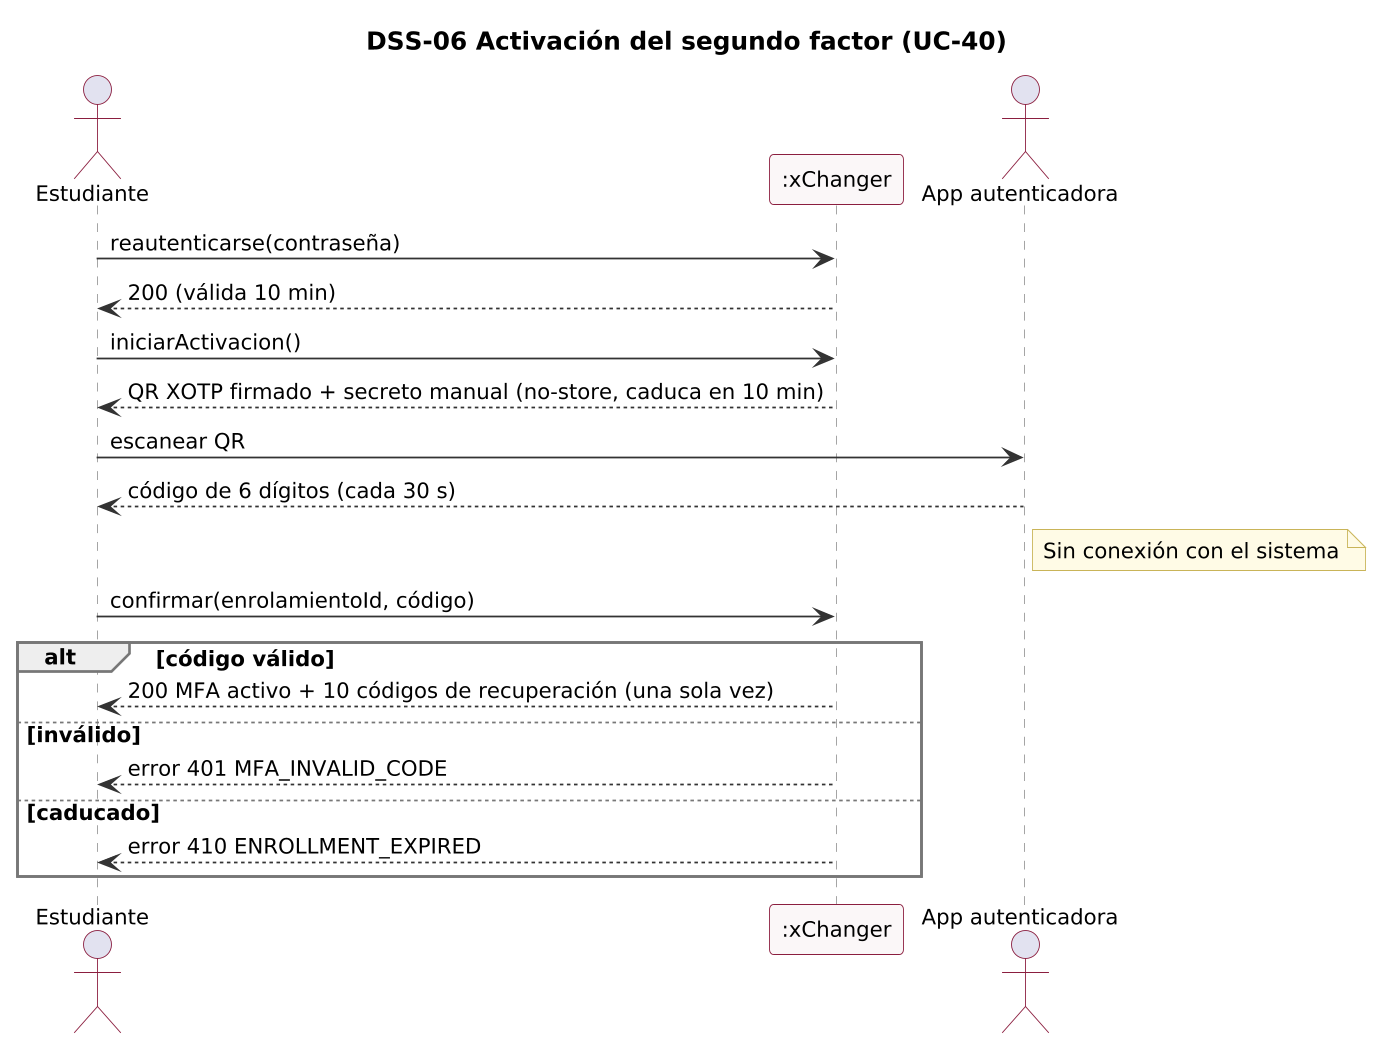 DSS-06 Activación del segundo factor (UC-40)
Estudiante
:xChanger
App autenticadora
reautenticarse(contraseña)
200 (válida 10 min)
iniciarActivacion()
QR XOTP firmado + secreto manual (no-store, caduca en 10 min)
escanear QR
código de 6 dígitos (cada 30 s)
Sin conexión con el sistema
confirmar(enrolamientoId, código)
alt
[código válido]
200 MFA activo + 10 códigos de recuperación (una sola vez)
[inválido]
error 401 MFA_INVALID_CODE
[caducado]
error 410 ENROLLMENT_EXPIRED
Estudiante
:xChanger
App autenticadora